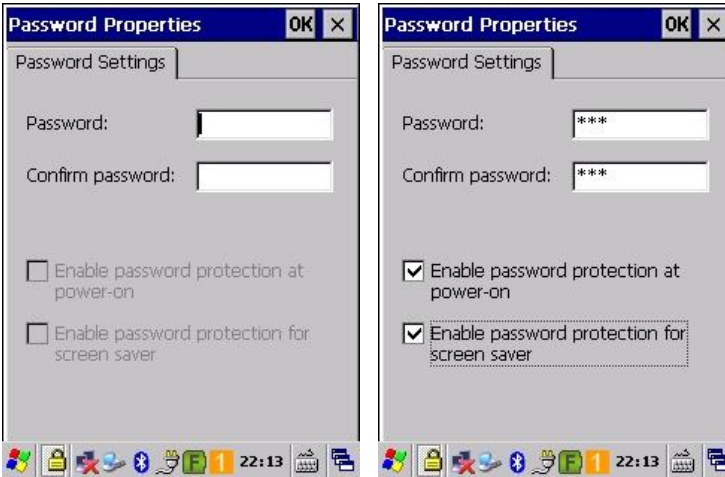 Password Properties OK ×
Password Settings
Password:
Confirm password:
Enable password protection at
power-on
Enable password protection for
screen saver
F 1 22:13
Password Properties OK ×
Password Settings
Password: ***
Confirm password: ***
Enable password protection at
power-on
Enable password protection for
screen saver
F 1 22:13